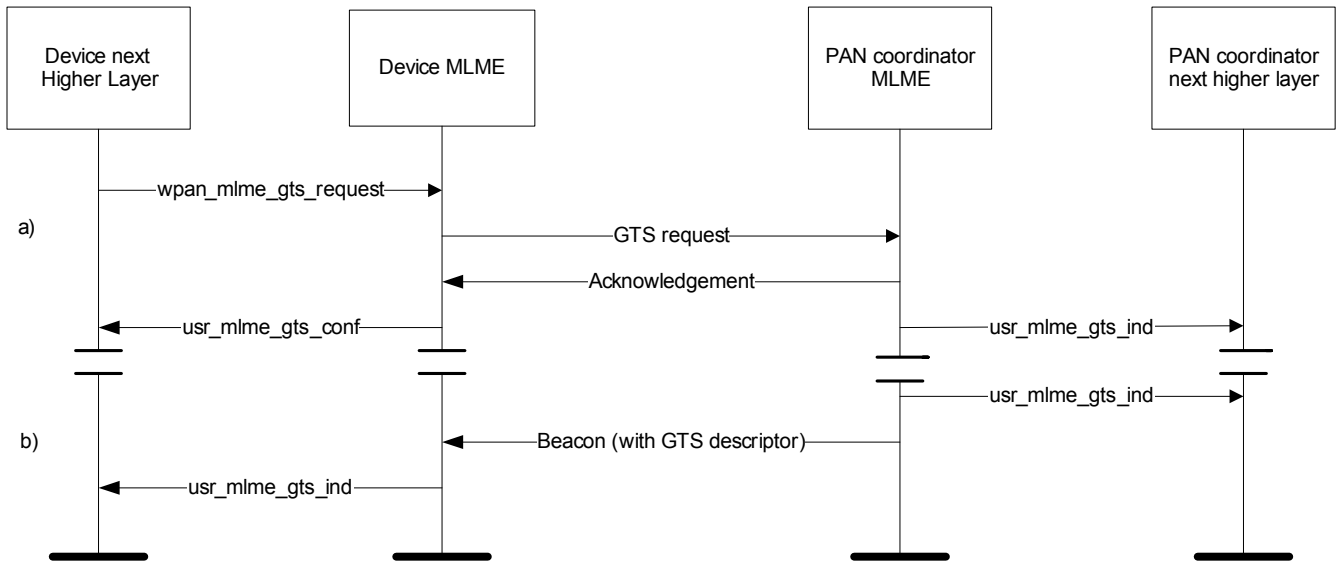 Device next
Higher Layer
Device MLME
PAN coordinator
MLME
PAN coordinator
next higher layer
wpan_mlme_gts_request
a)
GTS request
Acknowledgement
usr_mlme_gts_conf
usr_mlme_gts_ind
usr_mlme_gts_ind
b)
Beacon (with GTS descriptor)
usr_mlme_gts_ind